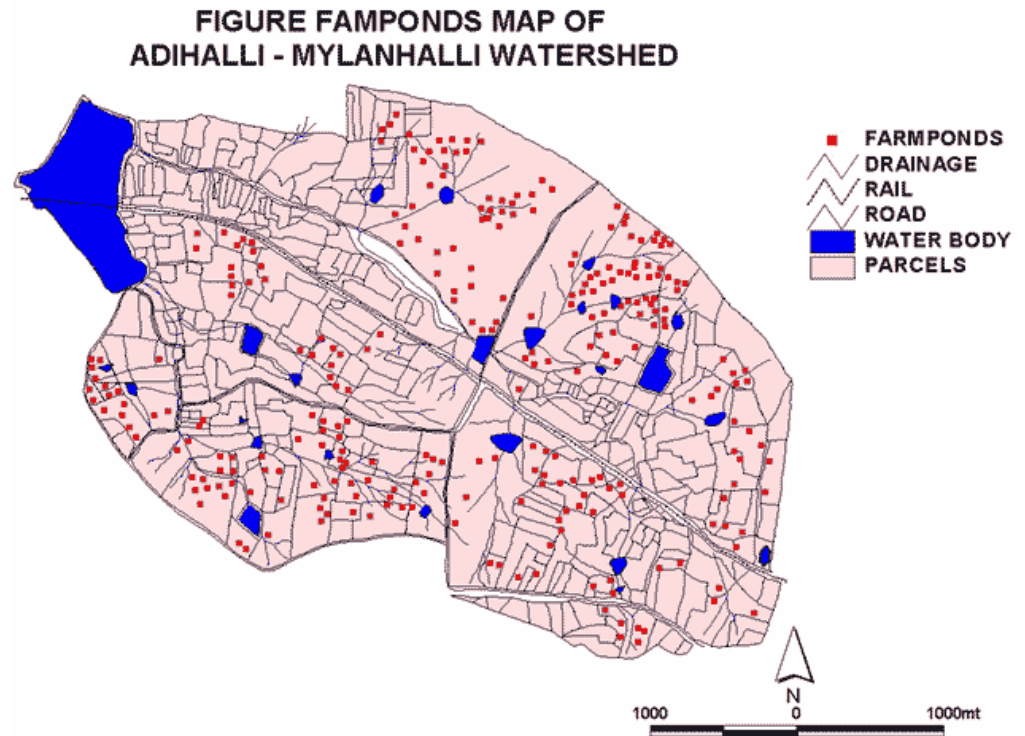 FIGURE FAMPONDS MAP OF
ADIHALLI - MYLANHALLI WATERSHED
FARMPONDS
DRAINAGE
RAIL
ROAD
WATER BODY
PARCELS
N
1000 0 1000mt